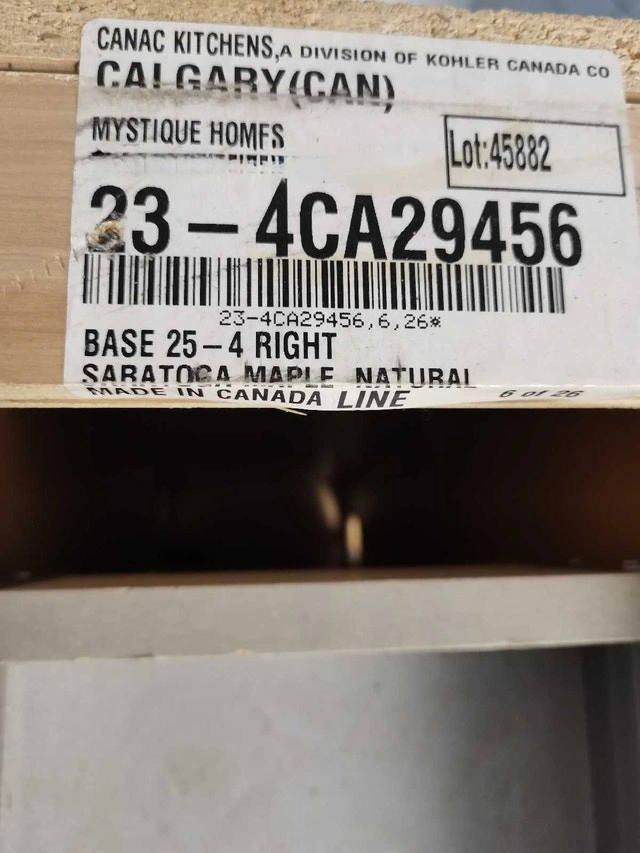 CANAC KITCHENS, A DIVISION OF KOHLER CANADA CO
CALGARY(CAN)
MYSTIQUE HOMES
Lot:45882
23-4CA29456
23-4CA29456,6,26*
BASE 25-4 RIGHT
SARATOGA MAPLE NATURAL
MADE IN CANADA LINE 6 of 26